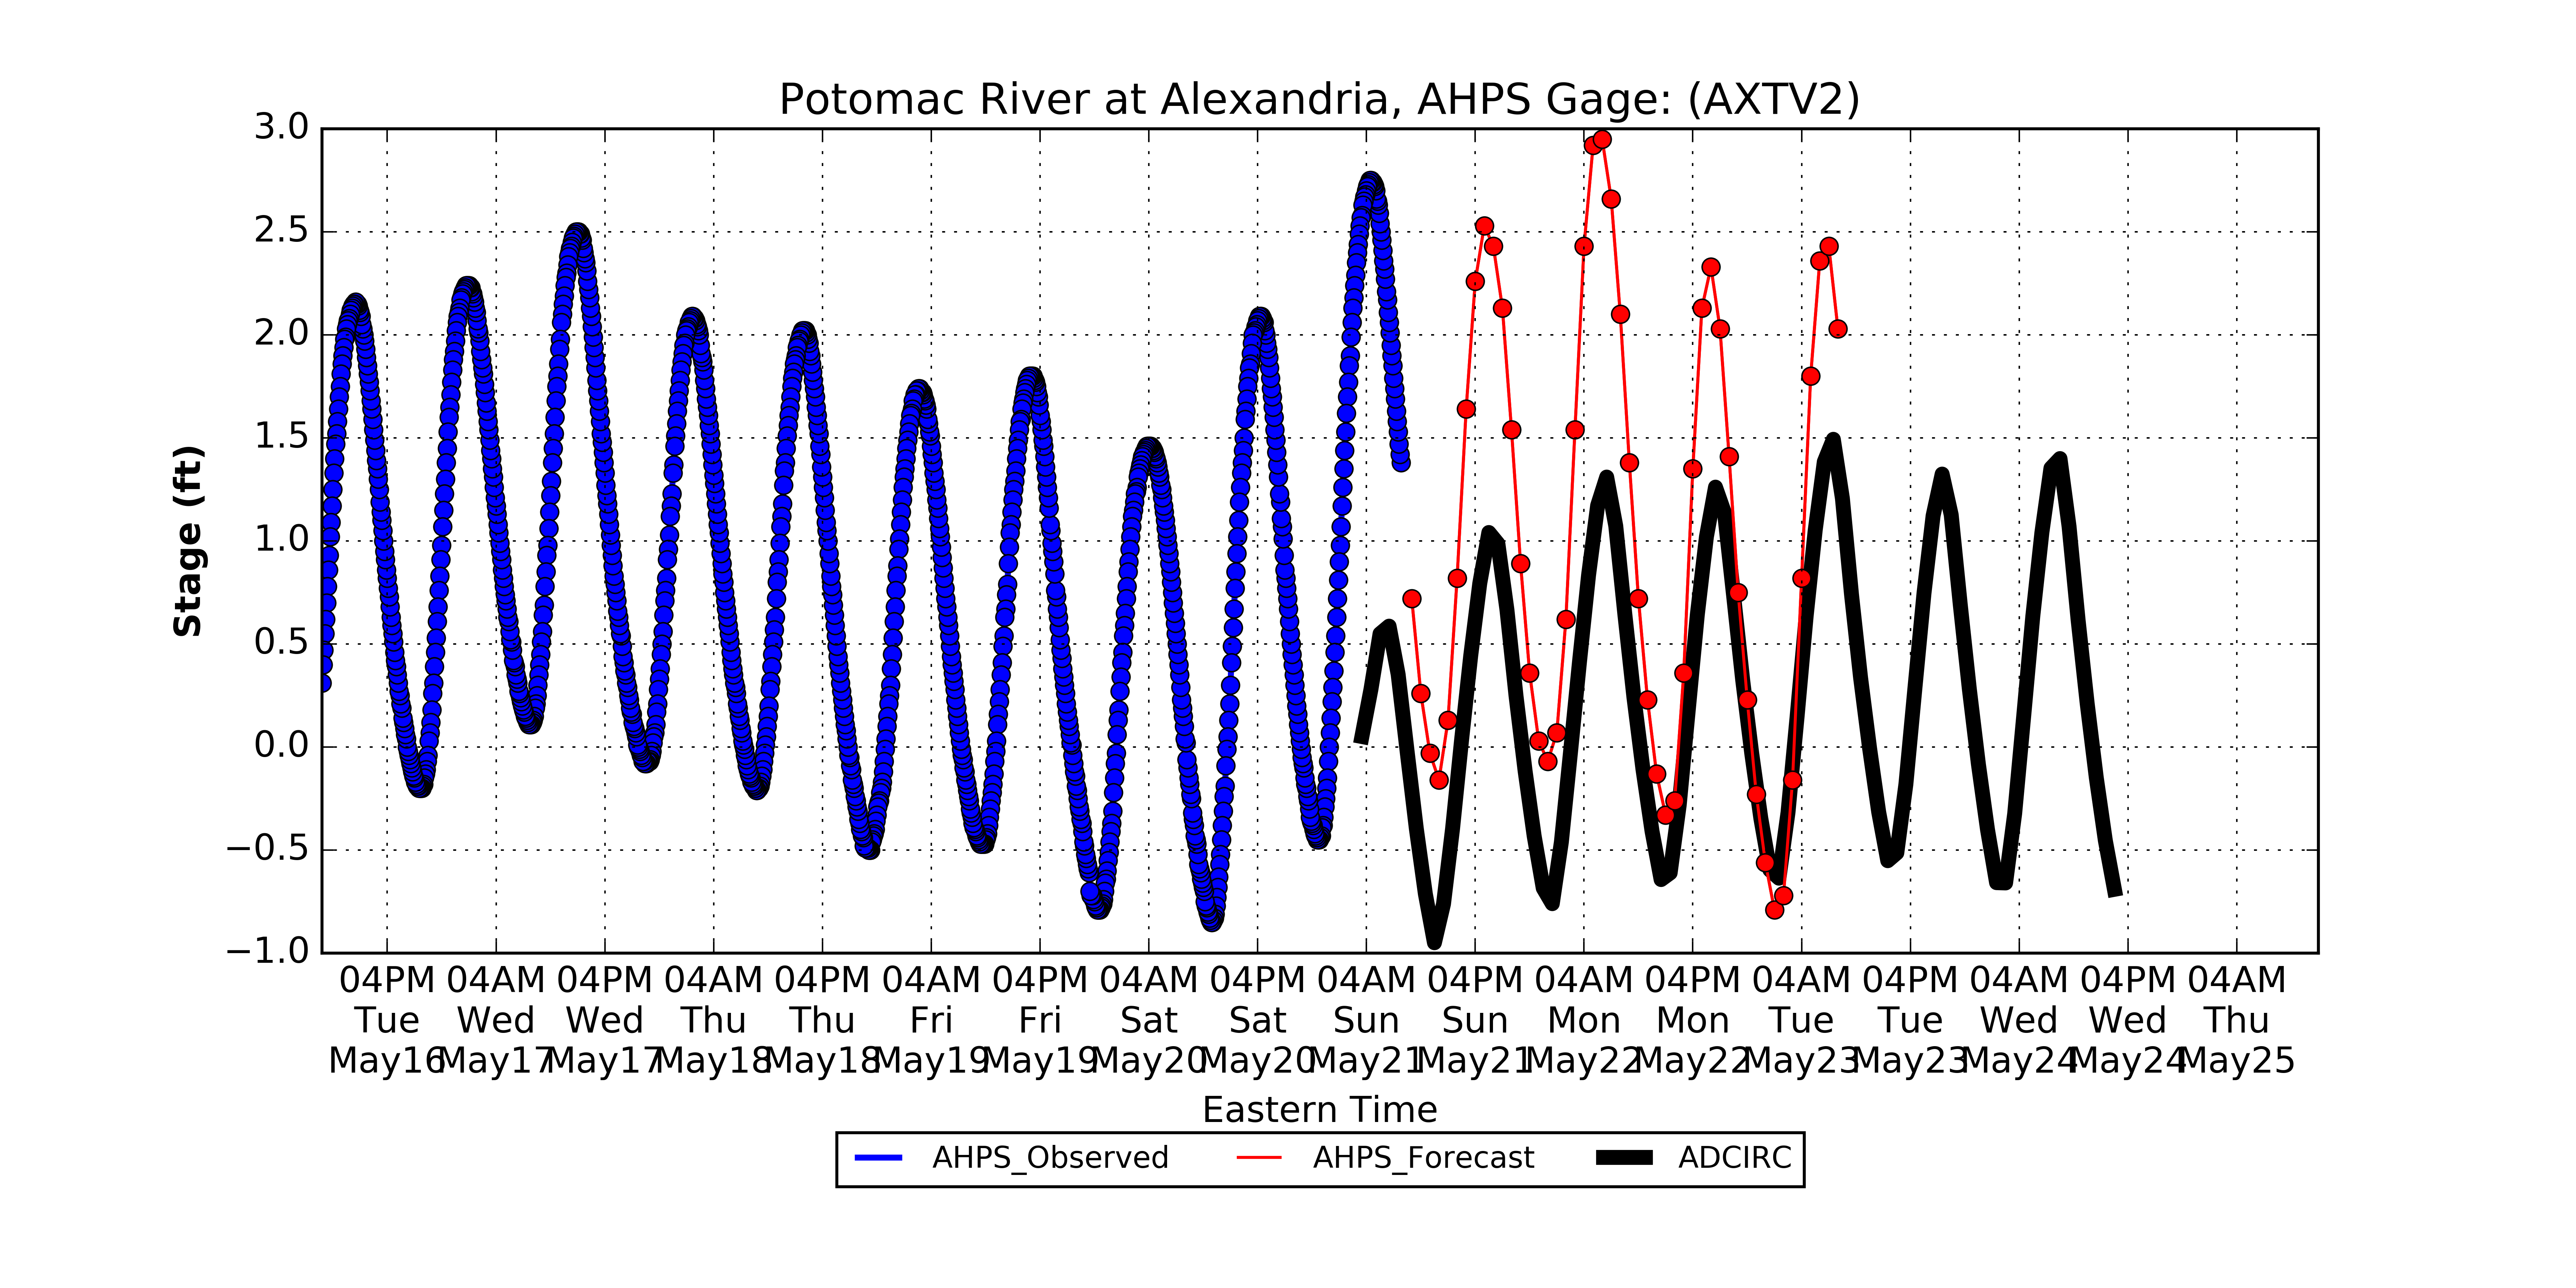 Potomac River at Alexandria, AHPS Gage: (AXTV2)
3.0
2.5
2.0
1.5
1.0
0.5
0.0
−0.5
−1.0
Stage (ft)
04PM 04AM 04PM 04AM 04PM 04AM 04PM 04AM 04PM 04AM 04PM 04AM 04PM 04AM 04PM 04AM 04PM 04AM
Tue Wed Wed Thu Thu Fri Fri Sat Sat Sun Sun Mon Mon Tue Tue Wed Wed Thu
May16 May17 May17 May18 May18 May19 May19 May20 May20 May21 May21 May22 May22 May23 May23 May24 May24 May25
Eastern Time
AHPS_Observed AHPS_Forecast ADCIRC